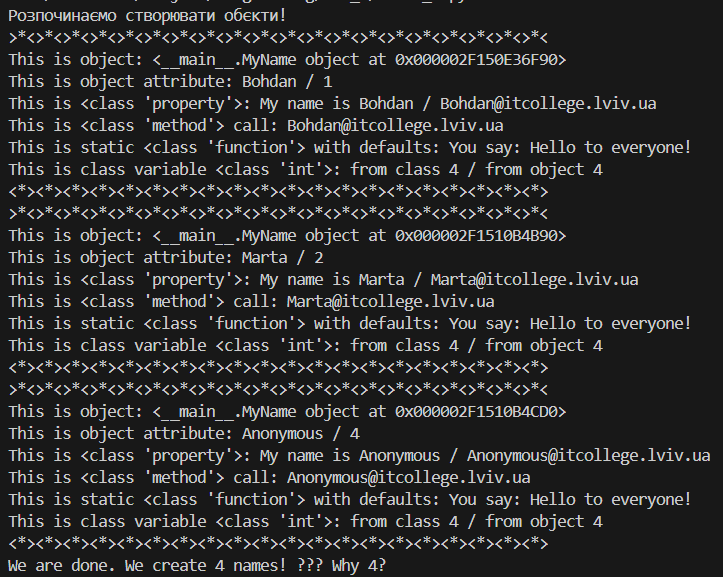 Розпочинаємо створювати обєкти!
>*<>*<>*<>*<>*<>*<>*<>*<>*<>*<>*<>*<>*<>*<>*<>*<>*<>*<>*<>*<
This is object: <__main__.MyName object at 0x000002F150E36F90>
This is object attribute: Bohdan / 1
This is <class 'property'>: My name is Bohdan / Bohdan@itcollege.lviv.ua
This is <class 'method'> call: Bohdan@itcollege.lviv.ua
This is static <class 'function'> with defaults: You say: Hello to everyone!
This is class variable <class 'int'>: from class 4 / from object 4
<*><*><*><*><*><*><*><*><*><*><*><*><*><*><*><*><*><*><*><*>
>*<>*<>*<>*<>*<>*<>*<>*<>*<>*<>*<>*<>*<>*<>*<>*<>*<>*<>*<>*<
This is object: <__main__.MyName object at 0x000002F1510B4B90>
This is object attribute: Marta / 2
This is <class 'property'>: My name is Marta / Marta@itcollege.lviv.ua
This is <class 'method'> call: Marta@itcollege.lviv.ua
This is static <class 'function'> with defaults: You say: Hello to everyone!
This is class variable <class 'int'>: from class 4 / from object 4
<*><*><*><*><*><*><*><*><*><*><*><*><*><*><*><*><*><*><*><*>
>*<>*<>*<>*<>*<>*<>*<>*<>*<>*<>*<>*<>*<>*<>*<>*<>*<>*<>*<>*<
This is object: <__main__.MyName object at 0x000002F1510B4CD0>
This is object attribute: Anonymous / 4
This is <class 'property'>: My name is Anonymous / Anonymous@itcollege.lviv.ua
This is <class 'method'> call: Anonymous@itcollege.lviv.ua
This is static <class 'function'> with defaults: You say: Hello to everyone!
This is class variable <class 'int'>: from class 4 / from object 4
<*><*><*><*><*><*><*><*><*><*><*><*><*><*><*><*><*><*><*><*>
We are done. We create 4 names! ??? Why 4?